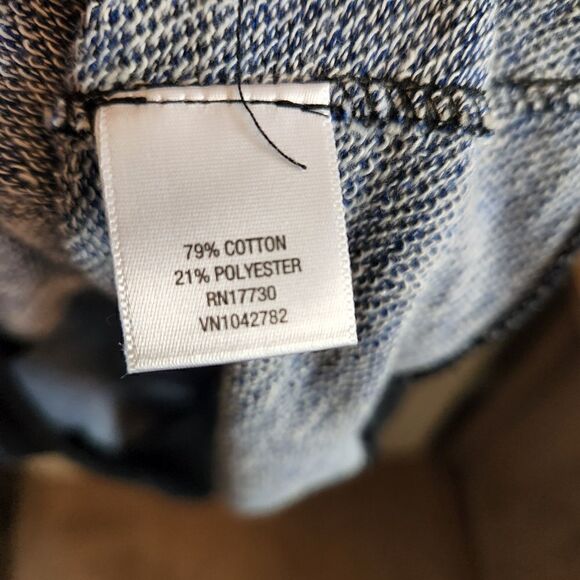 79% COTTON
21% POLYESTER
RN17730
VN1042782